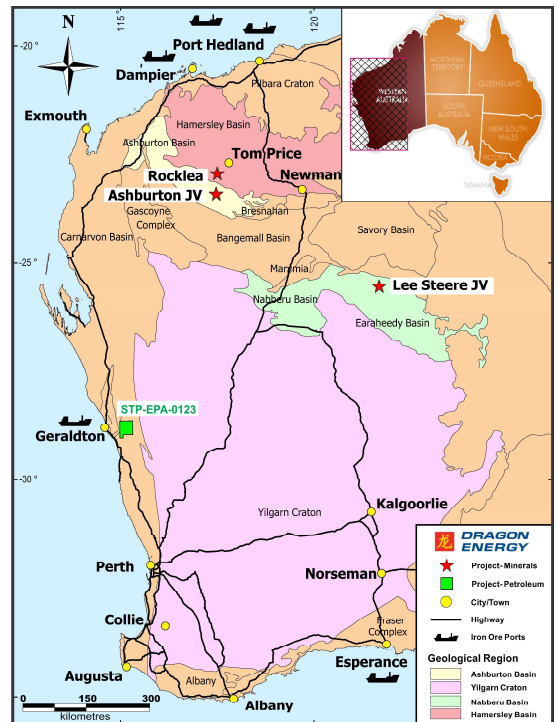 115°
120°
-20°
N
Port Hedland
Dampier
Pilbara Craton
Exmouth
Hamersley Basin
Ashburton Basin
Tom Price
Rocklea
Newman
Ashburton JV
Gascoyne
Complex
Bresnahan
Carnarvon Basin
Bangemall Basin
Savory Basin
-25°
Marymia
Lee Steere JV
Nabberu Basin
Earaheedy Basin
STP-EPA-0123
Geraldton
-30°
Kalgoorlie
Yilgarn Craton
Perth
Norseman
Collie
Fraser
Complex
Esperance
Augusta
Albany
Albany
0 150 300
kilometres
115°
120°
WESTERN
AUSTRALIA
NORTHERN
TERRITORY
QUEENSLAND
SOUTH
AUSTRALIA
NEW SOUTH
WALES
VICTORIA
TASMANIA
龙 DRAGON
ENERGY
Project-Minerals
Project-Petroleum
City/Town
Highway
Iron Ore Ports
Geological Region
Ashburton Basin
Yilgarn Craton
Nabberu Basin
Hamersley Basin